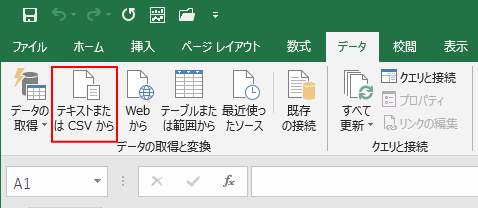 ファイル ホーム 挿入 ページ レイアウト 数式 データ 校閲 表示
データの
取得
テキストまた
は CSV から
Web
から
テーブルまた
は範囲から
最近使っ
たソース
既存
の接続
データの取得と変換
すべて
更新
クエリと接続
プロパティ
リンクの編集
クエリと接続
A1
fx